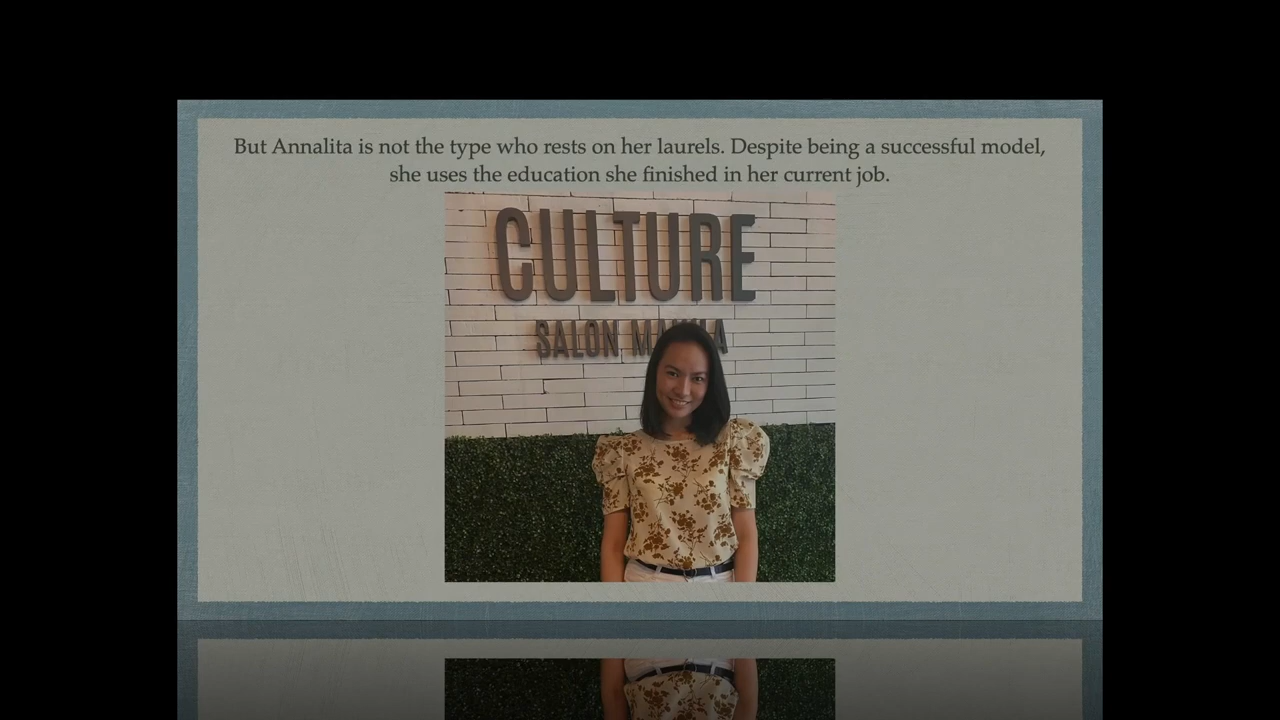 But Annalita is not the type who rests on her laurels. Despite being a successful model,
she uses the education she finished in her current job.
CULTURE
SALON MANILA